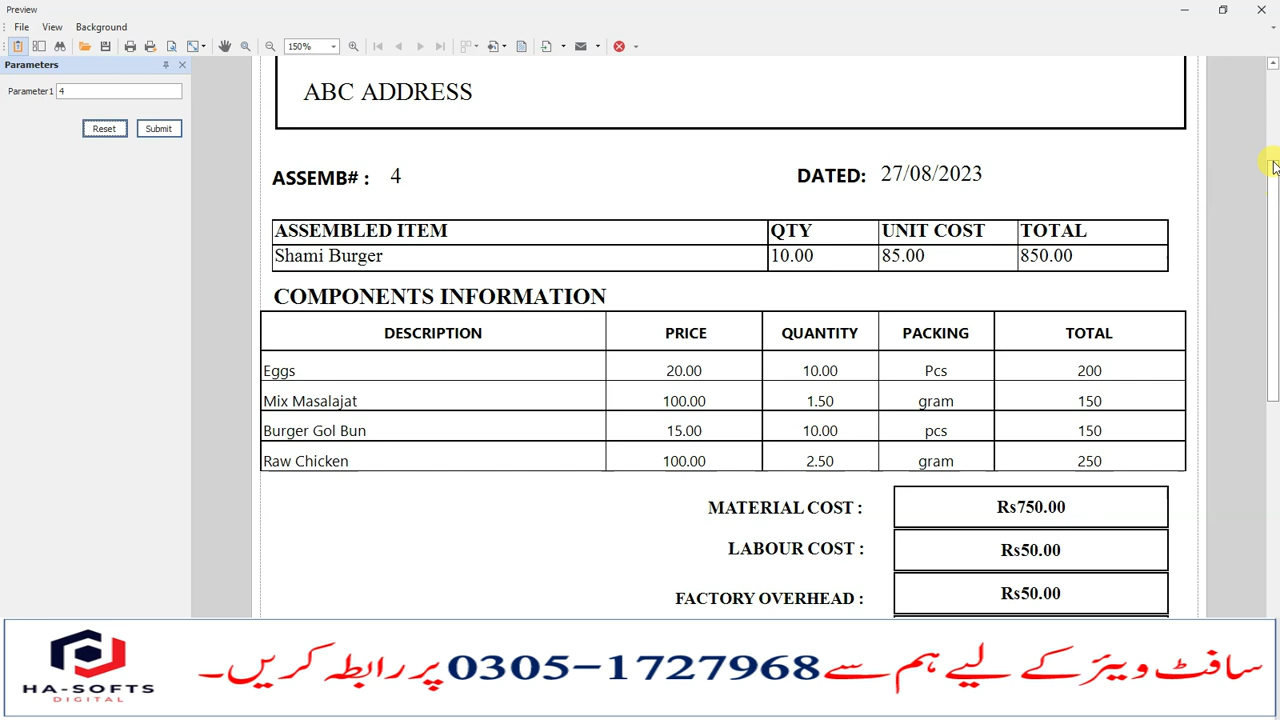 Preview
File View Background
150%
Parameters
Parameter1 4
Reset Submit
ABC ADDRESS
ASSEMB# : 4 DATED: 27/08/2023
ASSEMBLED ITEM QTY UNIT COST TOTAL
Shami Burger 10.00 85.00 850.00
COMPONENTS INFORMATION
DESCRIPTION PRICE QUANTITY PACKING TOTAL
Eggs 20.00 10.00 Pcs 200
Mix Masalajat 100.00 1.50 gram 150
Burger Gol Bun 15.00 10.00 pcs 150
Raw Chicken 100.00 2.50 gram 250
MATERIAL COST : Rs750.00
LABOUR COST : Rs50.00
FACTORY OVERHEAD : Rs50.00
سافٹ ویئر کے لیے ہم سے 0305-1727968 پر رابطہ کریں۔
HA-SOFTS
DIGITAL